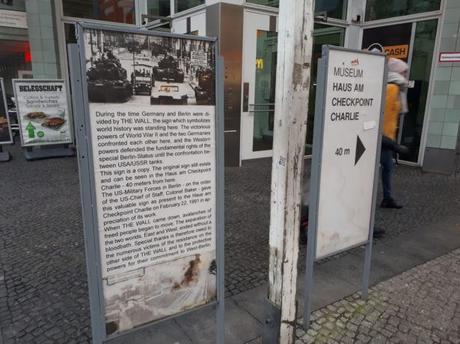 During the time Germany and Berlin were di-
vided by THE WALL, the sign which symbolizes
world history was standing here. The victorious
powers of World War II and the two Germanies
confronted each other here, and the Western
powers defended the fundamental rights of the
special Berlin-Status until the confrontation
between USA/USSR tanks.
This sign is a copy. The original sign still exists
and can be seen in the Haus am Checkpoint
Charlie - 40 meters from here.
The US-Military Forces in Berlin - on the order
of the US-Chief of Staff, Colonel Baker - gave
this valuable sign as present to the Haus am
Checkpoint Charlie on February 22, 1991 in ap-
preciation of its work.
When THE WALL came down, avalanches of
freed people began to move. The separation of
the two worlds, East and West, ended without a
bloodshed. Special thanks is therefore owed to
the numerous victims of the resistance on the
other side of THE WALL and to the protective
powers for their commitment to West-Berlin.
MUSEUM
HAUS AM
CHECKPOINT
CHARLIE
40 m
BELEGSCHAFT
Sandwich
CASH